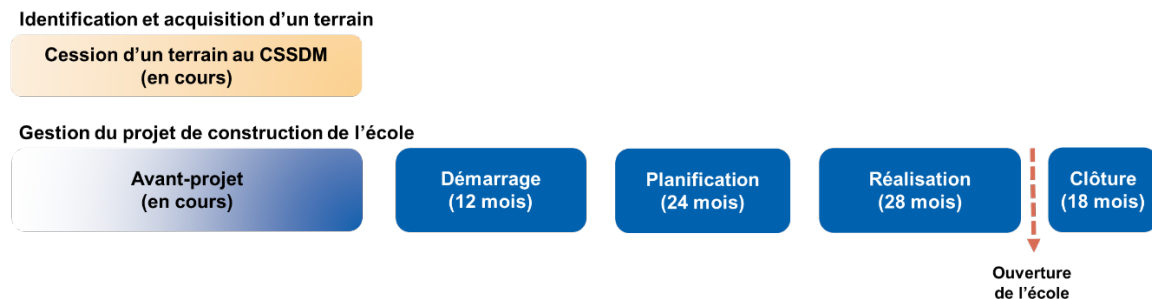 Identification et acquisition d’un terrain
Cession d’un terrain au CSSDM
(en cours)
Gestion du projet de construction de l’école
Avant-projet
(en cours)
Démarrage
(12 mois)
Planification
(24 mois)
Réalisation
(28 mois)
Clôture
(18 mois)
Ouverture
de l’école